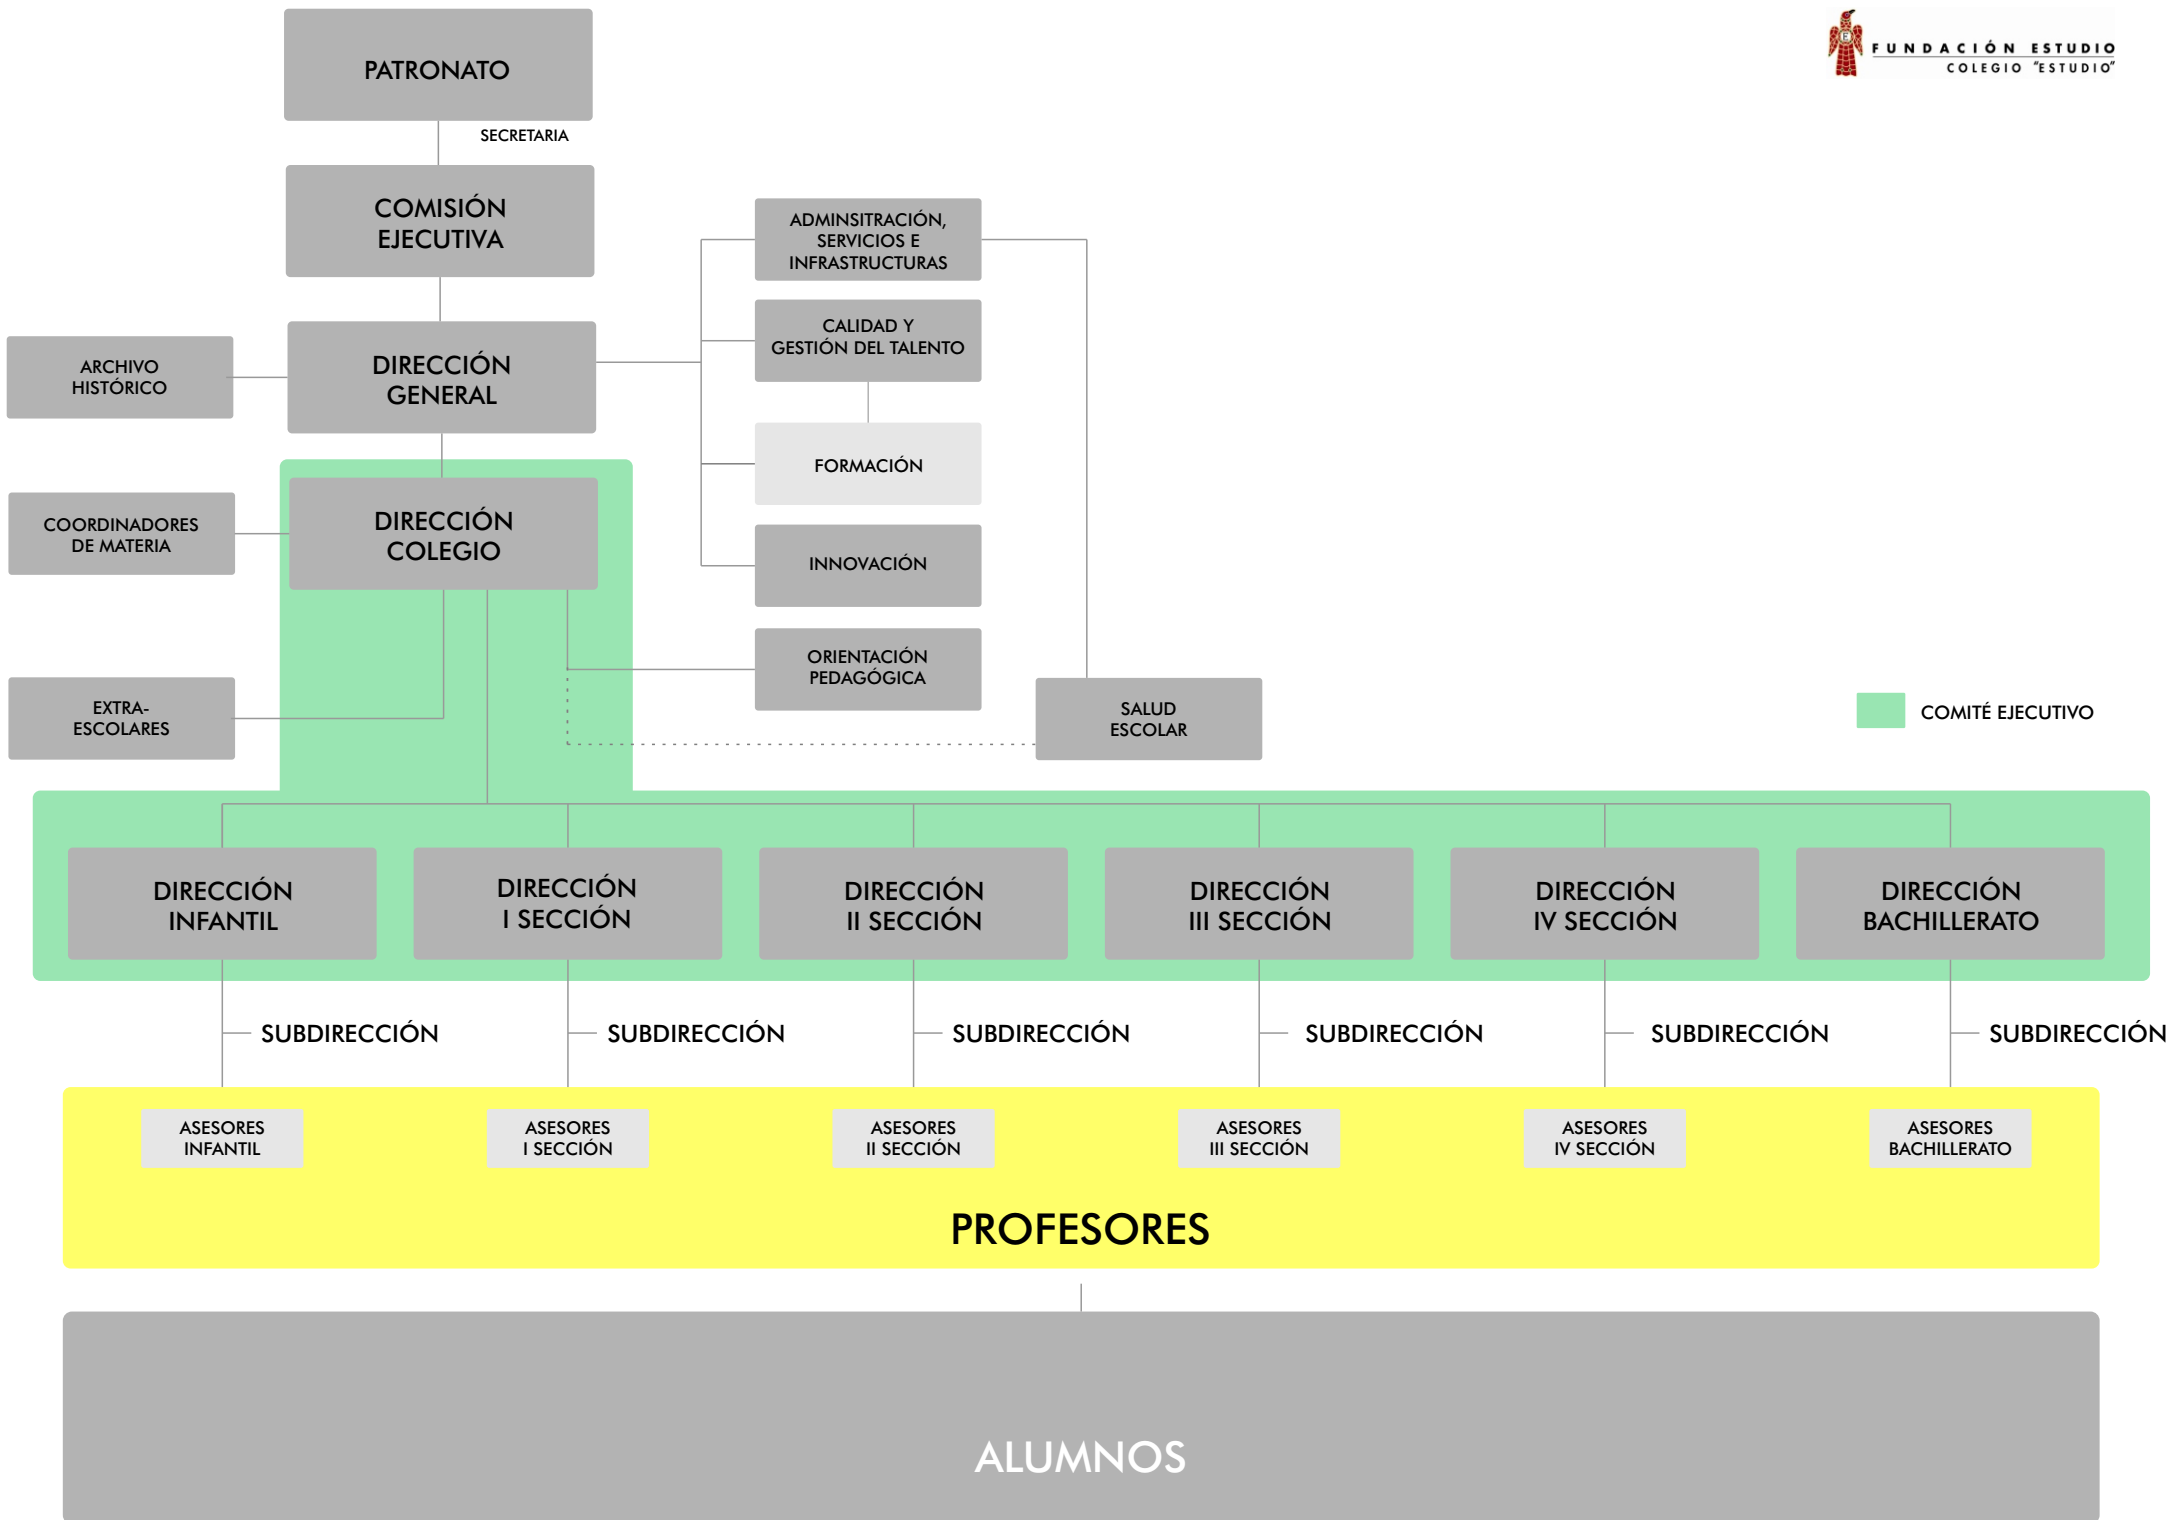 PATRONATO
FUNDACIÓN ESTUDIO
COLEGIO "ESTUDIO"
SECRETARIA
COMISIÓN
EJECUTIVA
ADMINSITRACIÓN,
SERVICIOS E
INFRASTRUCTURAS
CALIDAD Y
GESTIÓN DEL TALENTO
ARCHIVO
HISTÓRICO
DIRECCIÓN
GENERAL
FORMACIÓN
COORDINADORES
DE MATERIA
DIRECCIÓN
COLEGIO
INNOVACIÓN
ORIENTACIÓN
PEDAGÓGICA
EXTRA-
ESCOLARES
SALUD
ESCOLAR
COMITÉ EJECUTIVO
DIRECCIÓN
INFANTIL
DIRECCIÓN
I SECCIÓN
DIRECCIÓN
II SECCIÓN
DIRECCIÓN
III SECCIÓN
DIRECCIÓN
IV SECCIÓN
DIRECCIÓN
BACHILLERATO
SUBDIRECCIÓN
SUBDIRECCIÓN
SUBDIRECCIÓN
SUBDIRECCIÓN
SUBDIRECCIÓN
SUBDIRECCIÓN
ASESORES
INFANTIL
ASESORES
I SECCIÓN
ASESORES
II SECCIÓN
ASESORES
III SECCIÓN
ASESORES
IV SECCIÓN
ASESORES
BACHILLERATO
PROFESORES
ALUMNOS